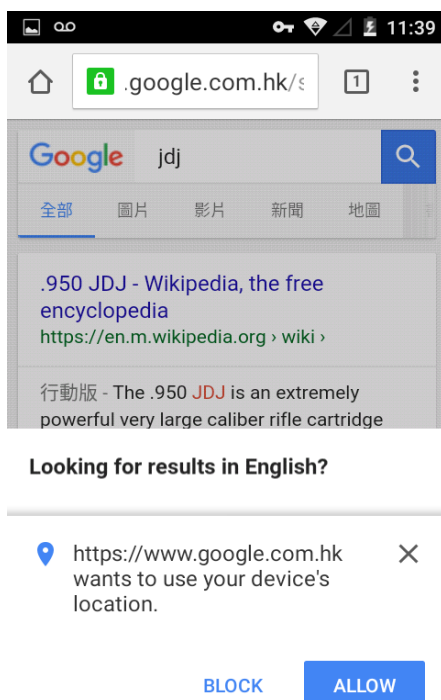 11:39
.google.com.hk/s
1
Google jdj
全部 圖片 影片 新聞 地圖
.950 JDJ - Wikipedia, the free
encyclopedia
https://en.m.wikipedia.org › wiki ›
行動版 - The .950 JDJ is an extremely
powerful very large caliber rifle cartridge
Looking for results in English?
https://www.google.com.hk
wants to use your device's
location.
BLOCK ALLOW